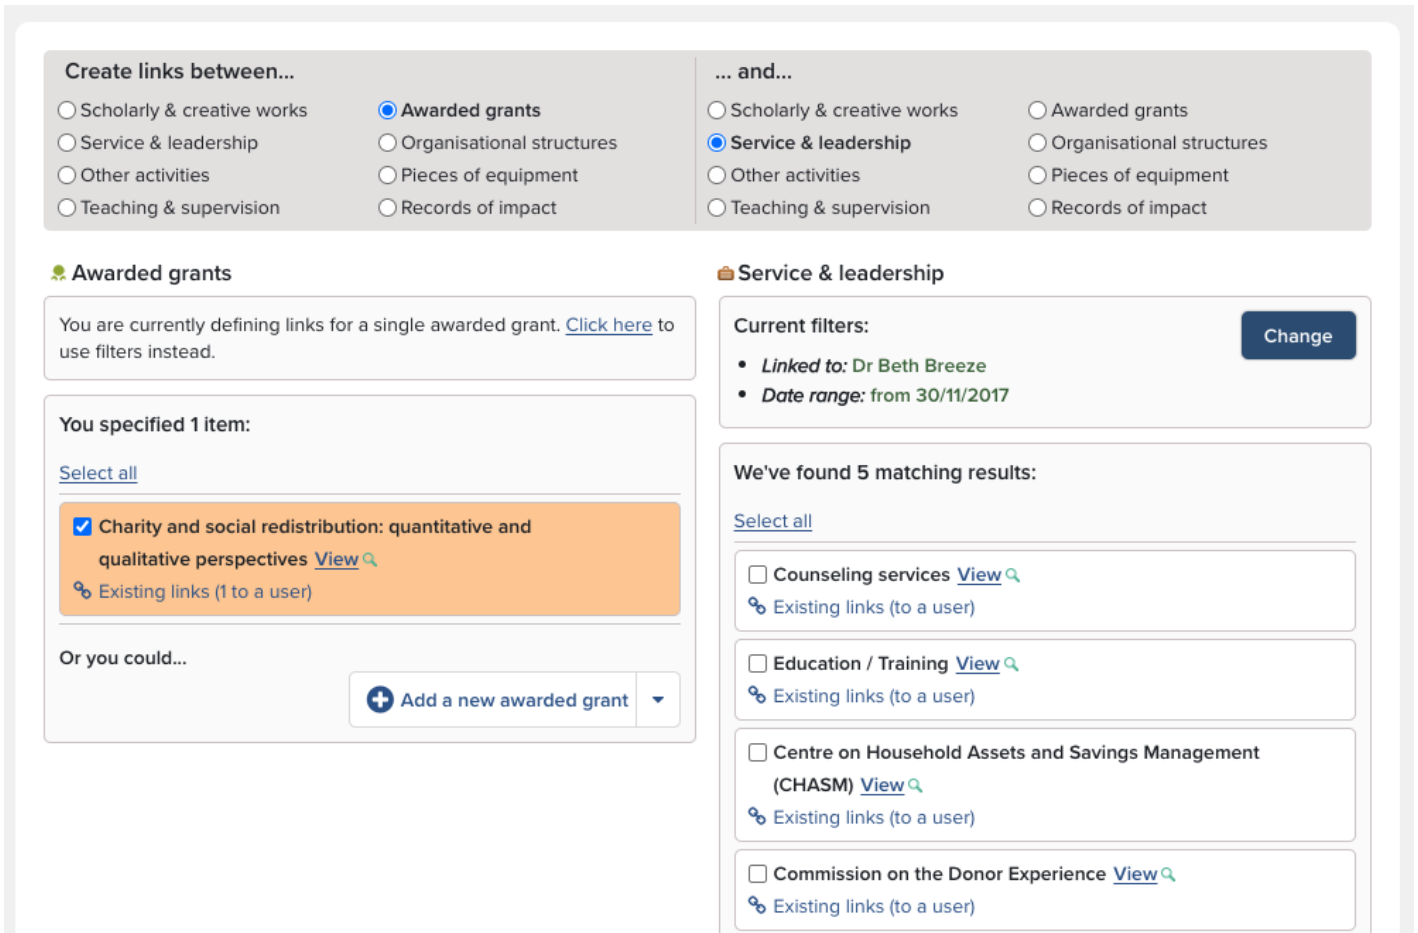 Create links between...
Scholarly & creative works
Awarded grants
Service & leadership
Organisational structures
Other activities
Pieces of equipment
Teaching & supervision
Records of impact
... and...
Scholarly & creative works
Awarded grants
Service & leadership
Organisational structures
Other activities
Pieces of equipment
Teaching & supervision
Records of impact
Awarded grants
You are currently defining links for a single awarded grant. Click here to
use filters instead.
You specified 1 item:
Select all
Charity and social redistribution: quantitative and
qualitative perspectives View
Existing links (1 to a user)
Or you could...
Add a new awarded grant
Service & leadership
Current filters:
Change
• Linked to: Dr Beth Breeze
• Date range: from 30/11/2017
We've found 5 matching results:
Select all
Counseling services View
Existing links (to a user)
Education / Training View
Existing links (to a user)
Centre on Household Assets and Savings Management
(CHASM) View
Existing links (to a user)
Commission on the Donor Experience View
Existing links (to a user)